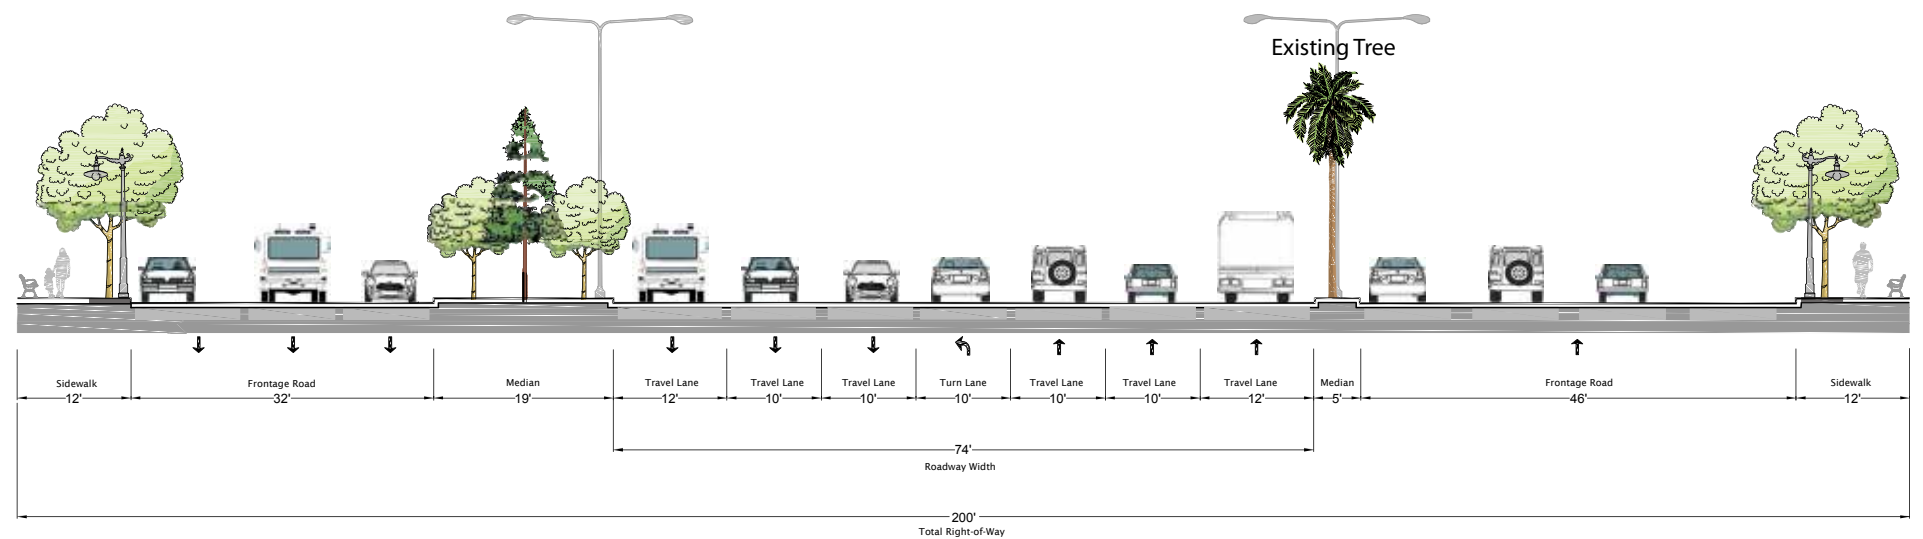 Existing Tree
Sidewalk Frontage Road Median Travel Lane Travel Lane Travel Lane Turn Lane Travel Lane Travel Lane Travel Lane Median Frontage Road Sidewalk
12' 32' 19' 12' 10' 10' 10' 10' 10' 12' 5' 46' 12'
74'
Roadway Width
200'
Total Right-of-Way